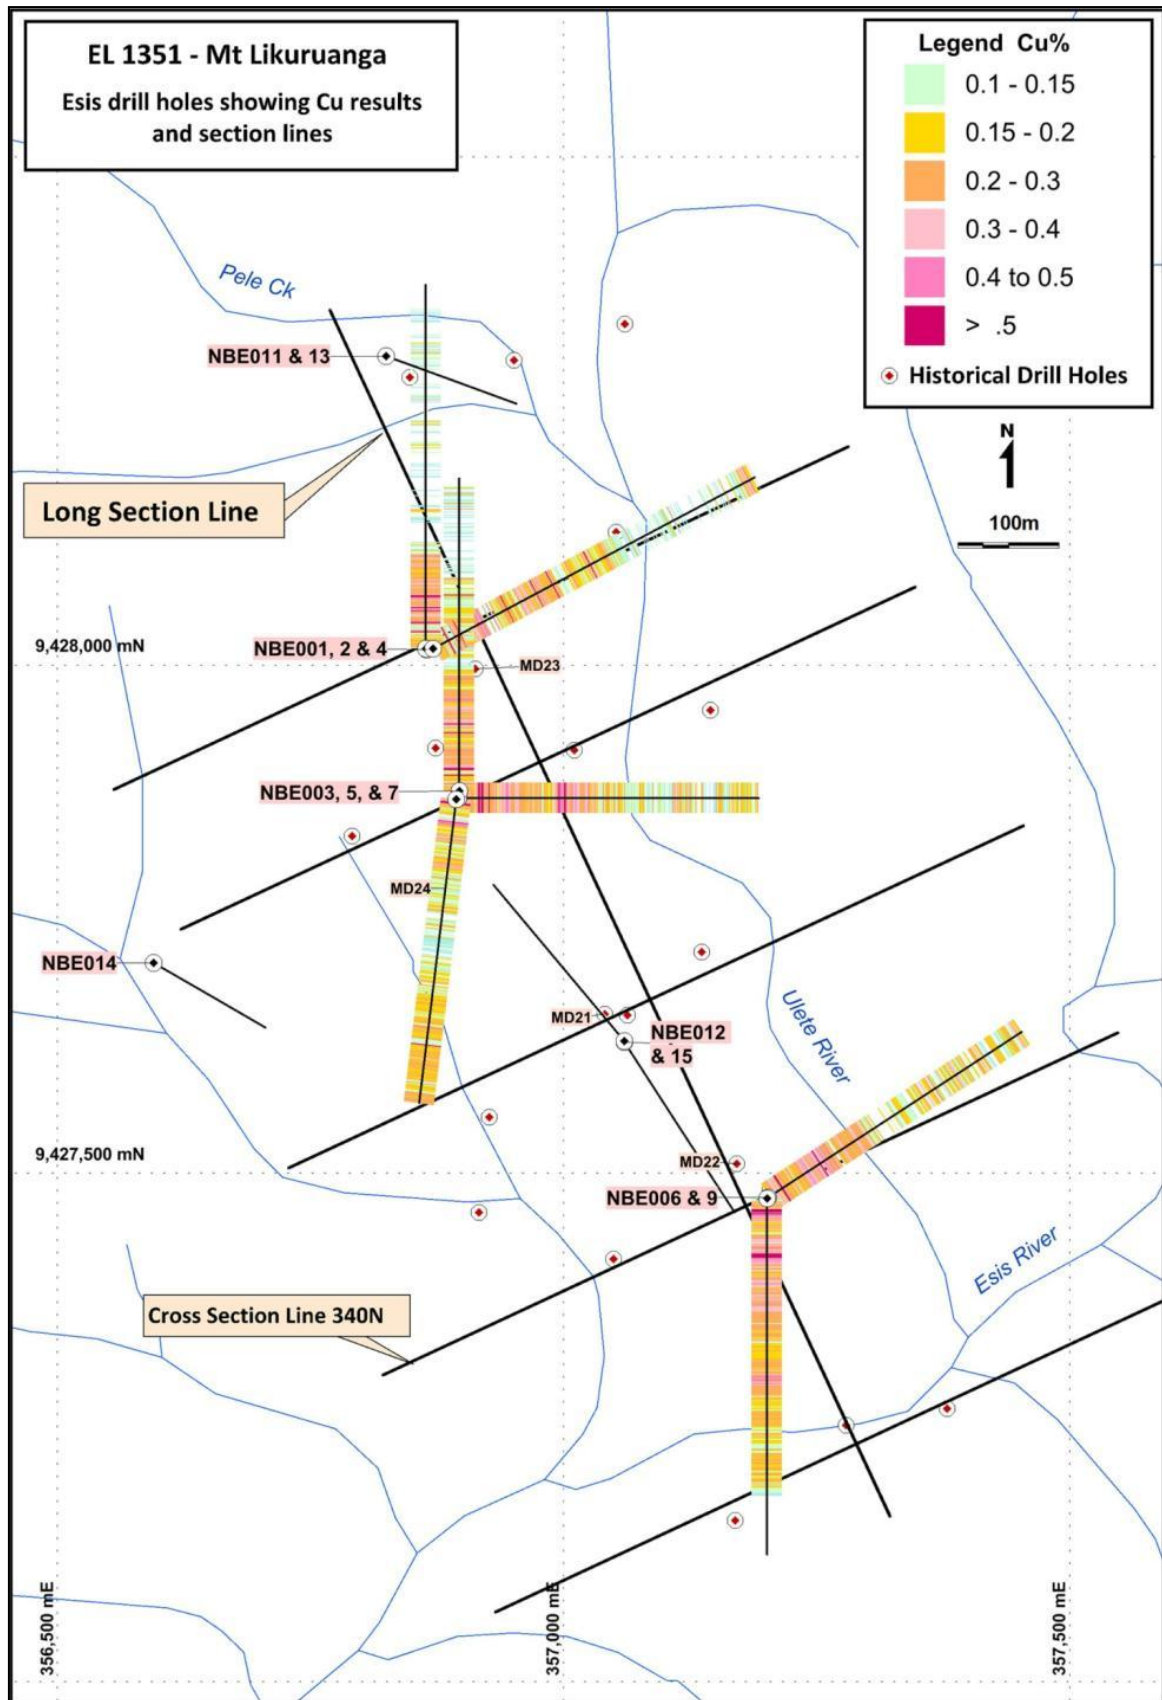 EL 1351 - Mt Likuruanga
Esis drill holes showing Cu results
and section lines
Legend Cu%
0.1 - 0.15
0.15 - 0.2
0.2 - 0.3
0.3 - 0.4
0.4 to 0.5
> .5
Historical Drill Holes
Pele Ck
NBE011 & 13
N
100m
Long Section Line
9,428,000 mN
NBE001, 2 & 4
MD23
NBE003, 5, & 7
MD24
NBE014
MD21
NBE012
& 15
Ulete River
9,427,500 mN
MD22
NBE006 & 9
Esis River
Cross Section Line 340N
356,500 mE
357,000 mE
357,500 mE